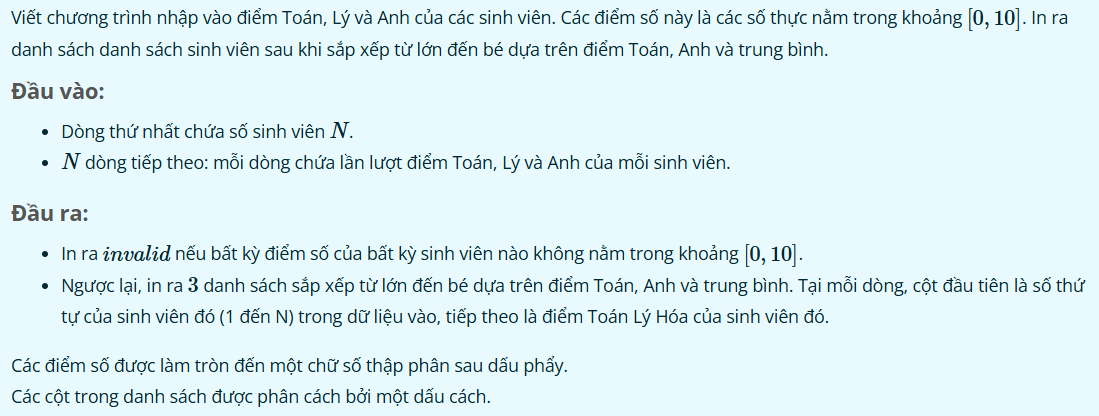 Viết chương trình nhập vào điểm Toán, Lý và Anh của các sinh viên. Các điểm số này là các số thực nằm trong khoảng [0, 10]. In ra
danh sách danh sách sinh viên sau khi sắp xếp từ lớn đến bé dựa trên điểm Toán, Anh và trung bình.
Đầu vào:
• Dòng thứ nhất chứa số sinh viên N.
• N dòng tiếp theo: mỗi dòng chứa lần lượt điểm Toán, Lý và Anh của mỗi sinh viên.
Đầu ra:
• In ra invalid nếu bất kỳ điểm số của bất kỳ sinh viên nào không nằm trong khoảng [0, 10].
• Ngược lại, in ra 3 danh sách sắp xếp từ lớn đến bé dựa trên điểm Toán, Anh và trung bình. Tại mỗi dòng, cột đầu tiên là số thứ
tự của sinh viên đó (1 đến N) trong dữ liệu vào, tiếp theo là điểm Toán Lý Hóa của sinh viên đó.
Các điểm số được làm tròn đến một chữ số thập phân sau dấu phẩy.
Các cột trong danh sách được phân cách bởi một dấu cách.